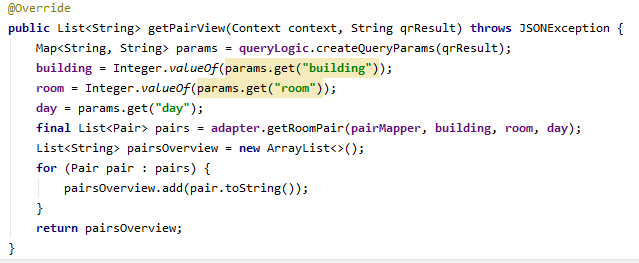 @Override
public List<String> getPairView(Context context, String qrResult) throws JSONException {
    Map<String, String> params = queryLogic.createQueryParams(qrResult);
    building = Integer.valueOf(params.get("building"));
    room = Integer.valueOf(params.get("room"));
    day = params.get("day");
    final List<Pair> pairs = adapter.getRoomPair(pairMapper, building, room, day);
    List<String> pairsOverview = new ArrayList<>();
    for (Pair pair : pairs) {
        pairsOverview.add(pair.toString());
    }
    return pairsOverview;
}